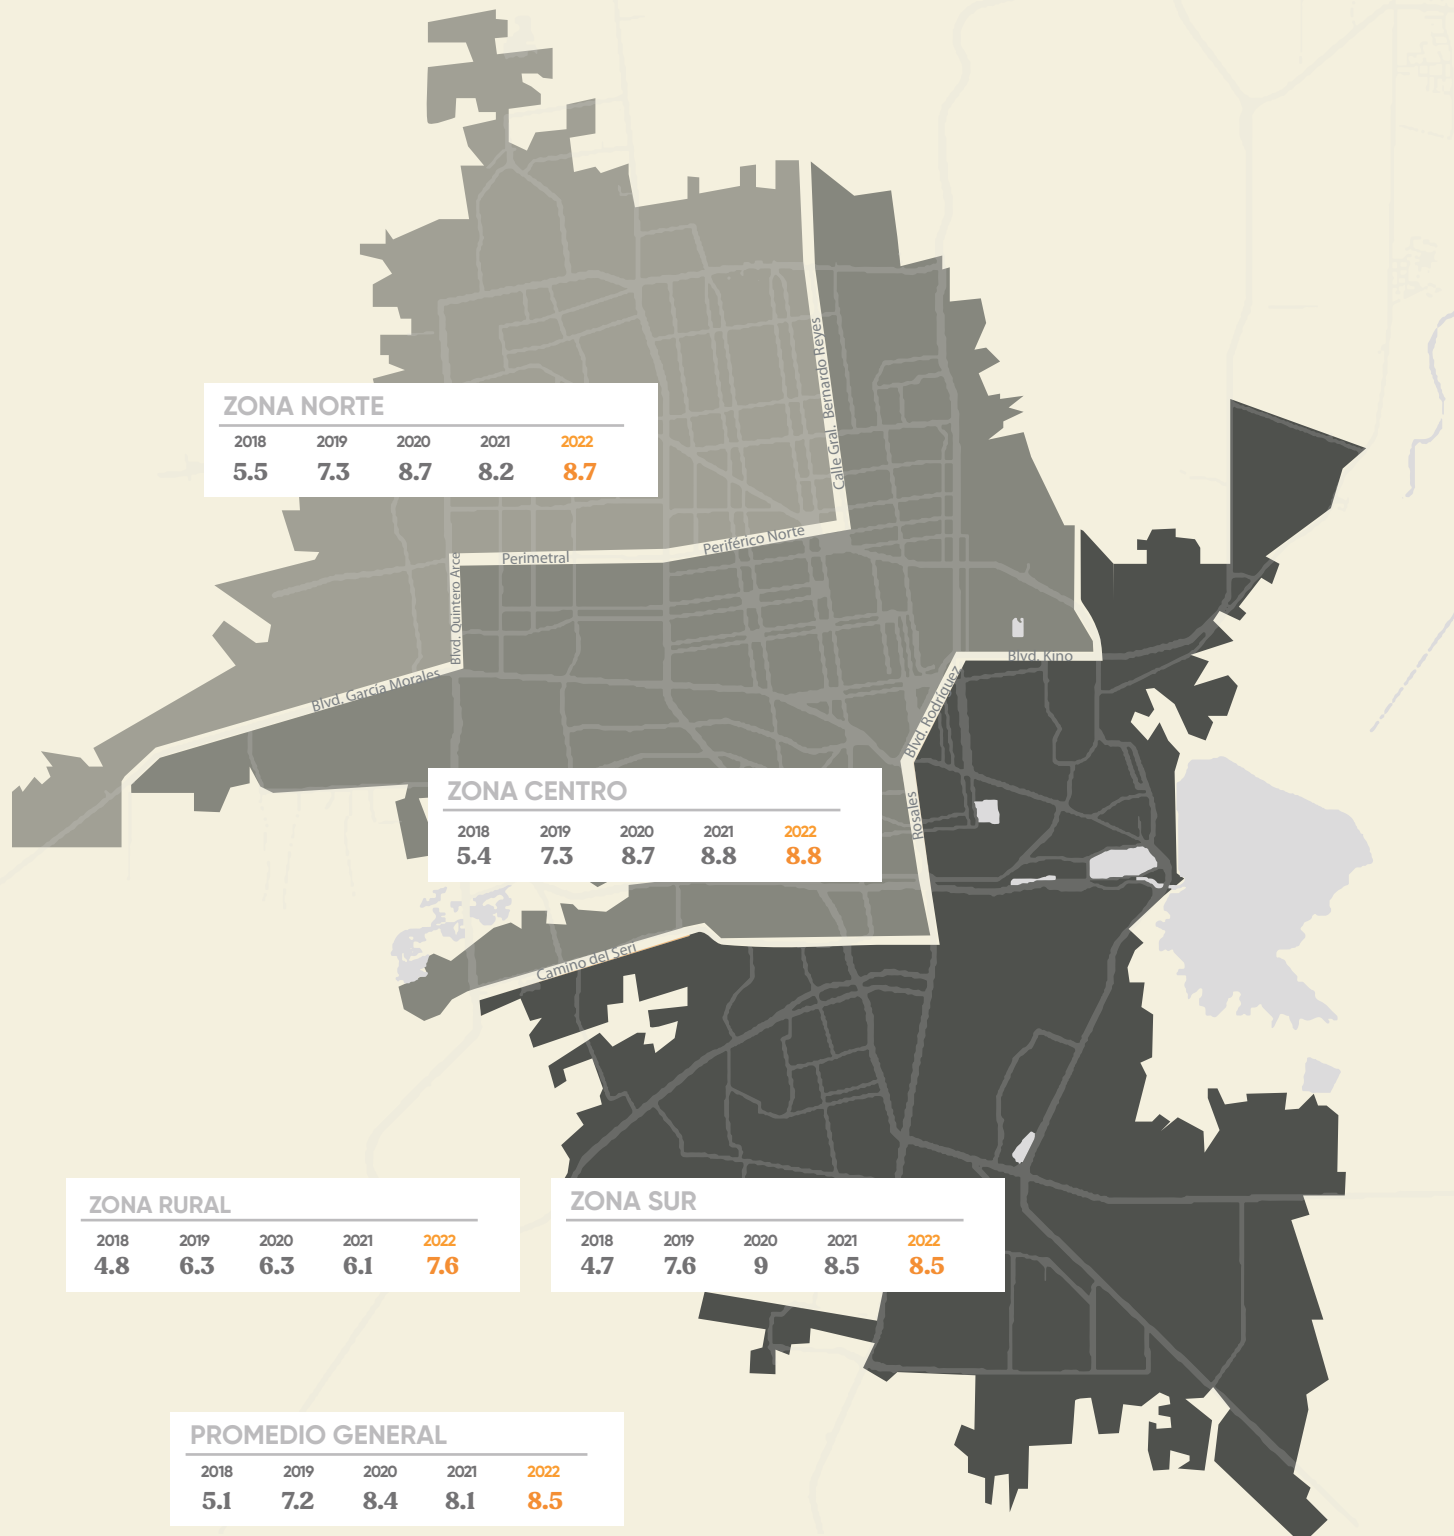 Calle Gral. Bernardo Reyes
ZONA NORTE
2018 2019 2020 2021 2022
5.5 7.3 8.7 8.2 8.7
Perimetral
Periférico Norte
Blvd. Quintero Arce
Blvd. García Morales
Blvd. Kino
Blvd. Rodríguez
Rosales
ZONA CENTRO
2018 2019 2020 2021 2022
5.4 7.3 8.7 8.8 8.8
Camino del Seri
ZONA RURAL
2018 2019 2020 2021 2022
4.8 6.3 6.3 6.1 7.6
ZONA SUR
2018 2019 2020 2021 2022
4.7 7.6 9 8.5 8.5
PROMEDIO GENERAL
2018 2019 2020 2021 2022
5.1 7.2 8.4 8.1 8.5